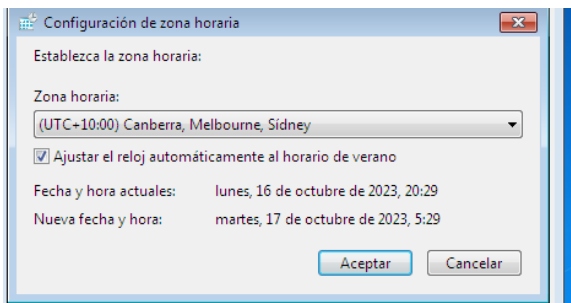 Configuración de zona horaria
Establezca la zona horaria:
Zona horaria:
(UTC+10:00) Canberra, Melbourne, Sídney
Ajustar el reloj automáticamente al horario de verano
Fecha y hora actuales: lunes, 16 de octubre de 2023, 20:29
Nueva fecha y hora: martes, 17 de octubre de 2023, 5:29
Aceptar Cancelar